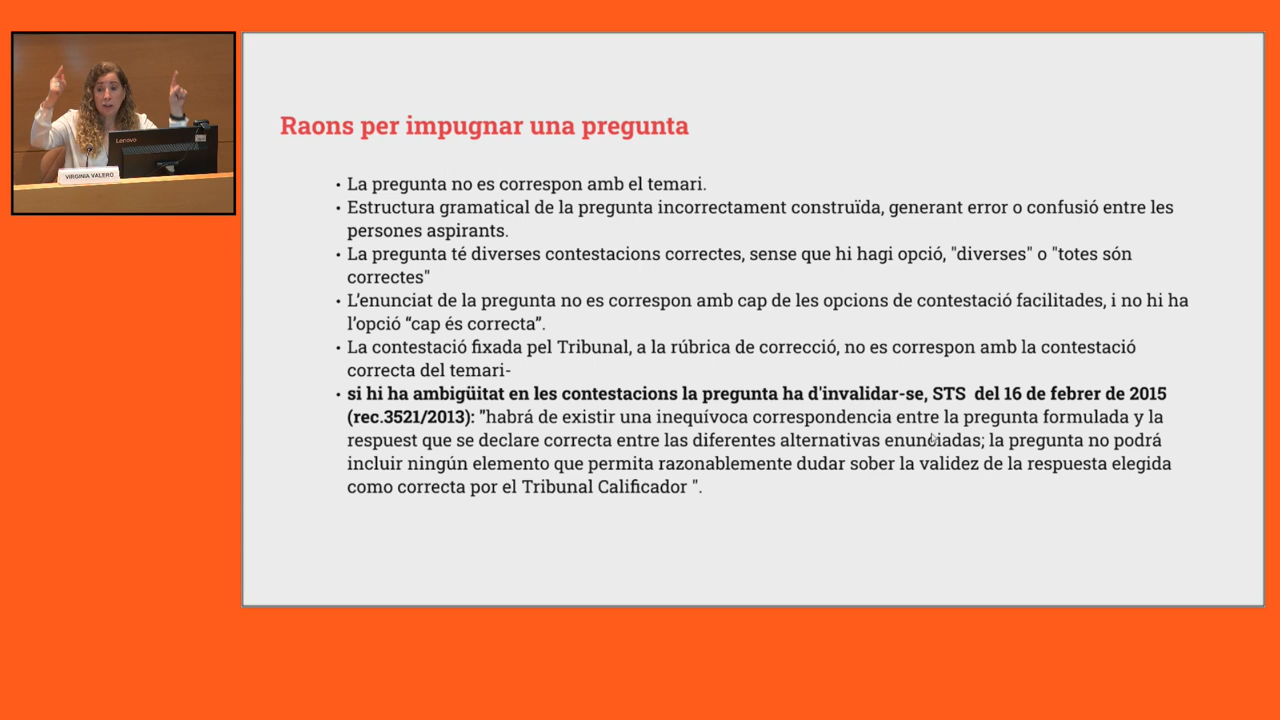 Lenovo
VIRGINIA VALERO
Raons per impugnar una pregunta
• La pregunta no es correspon amb el temari.
• Estructura gramatical de la pregunta incorrectament construïda, generant error o confusió entre les
persones aspirants.
• La pregunta té diverses contestacions correctes, sense que hi hagi opció, "diverses" o "totes són
correctes"
• L’enunciat de la pregunta no es correspon amb cap de les opcions de contestació facilitades, i no hi ha
l’opció “cap és correcta”.
• La contestació fixada pel Tribunal, a la rúbrica de correcció, no es correspon amb la contestació
correcta del temari-
• si hi ha ambigüitat en les contestacions la pregunta ha d'invalidar-se, STS del 16 de febrer de 2015
(rec.3521/2013): "habrá de existir una inequívoca correspondencia entre la pregunta formulada y la
respuest que se declare correcta entre las diferentes alternativas enunciadas; la pregunta no podrá
incluir ningún elemento que permita razonablemente dudar sober la validez de la respuesta elegida
como correcta por el Tribunal Calificador ".